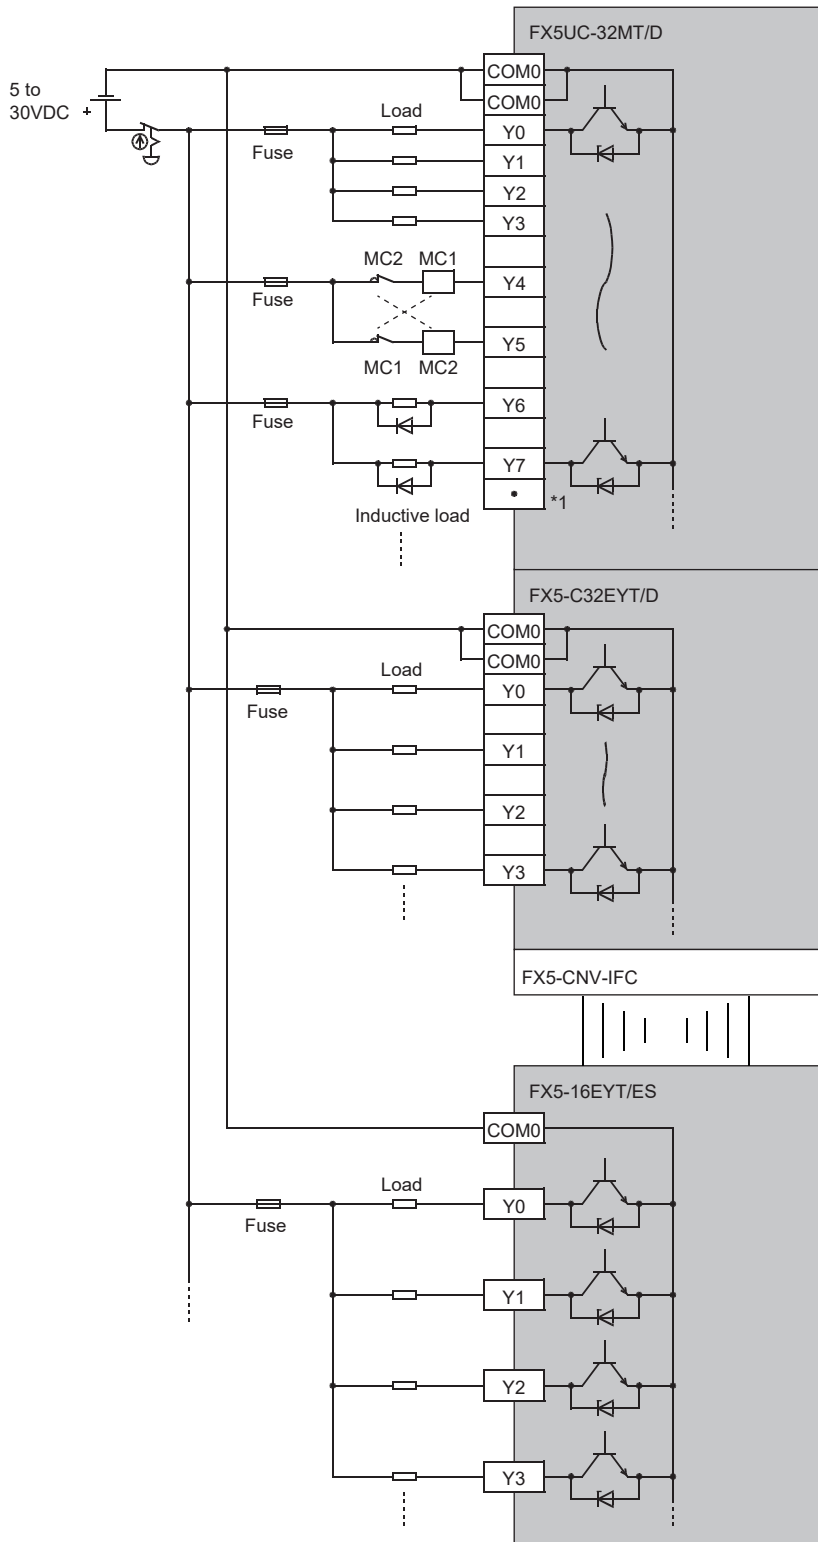 FX5UC-32MT/D
5 to
30VDC +
COM0
COM0
Load
Y0
Fuse
Y1
Y2
Y3
MC2 MC1
Y4
Fuse
Y5
MC1 MC2
Y6
Fuse
Y7
*1
Inductive load
FX5-C32EYT/D
COM0
COM0
Load
Y0
Fuse
Y1
Y2
Y3
FX5-CNV-IFC
FX5-16EYT/ES
COM0
Load
Y0
Fuse
Y1
Y2
Y3